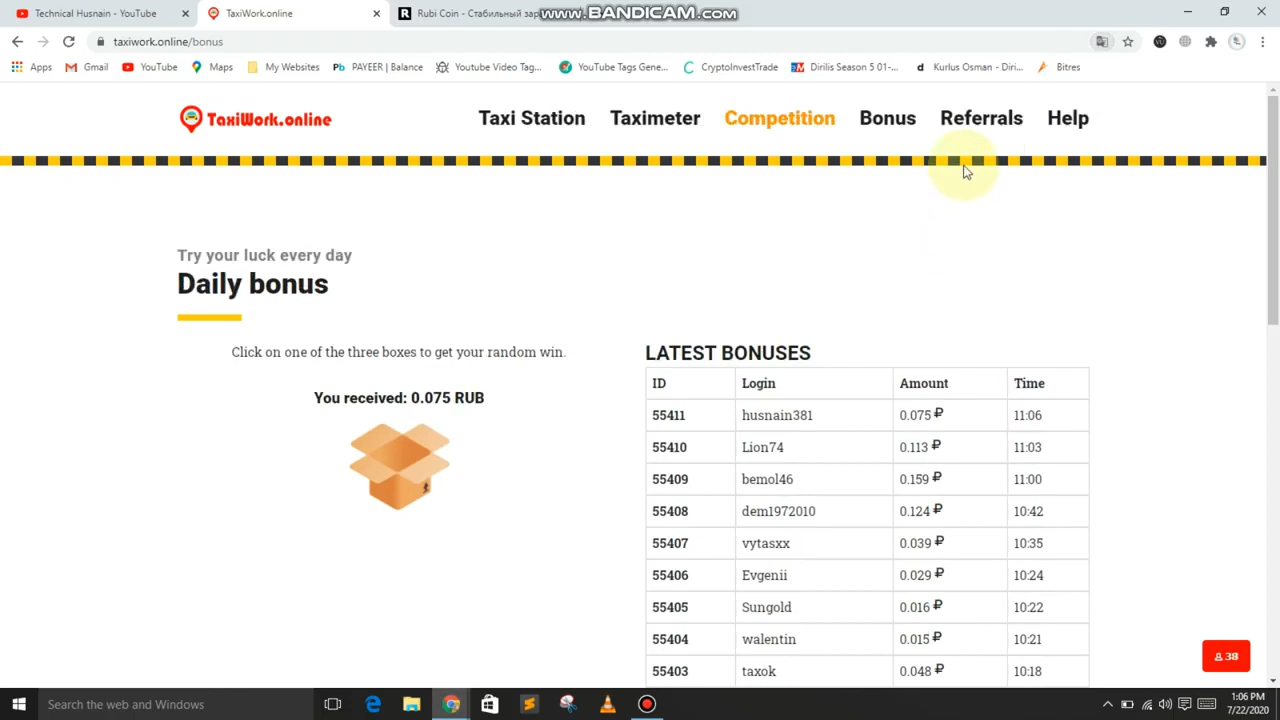 Technical Husnain - YouTube
TaxiWork.online
Rubi Coin - Стабильный зар
www.BANDICAM.com
taxiwork.online/bonus
Apps
Gmail
YouTube
Maps
My Websites
Pb PAYEER | Balance
Youtube Video Tag...
YouTube Tags Gene...
CryptoInvestTrade
Dirilis Season 5 01-...
d Kurlus Osman - Diri...
Bitres
TaxiWork.online
Taxi Station
Taximeter
Competition
Bonus
Referrals
Help
Try your luck every day
Daily bonus
Click on one of the three boxes to get your random win.
You received: 0.075 RUB
LATEST BONUSES
ID Login Amount Time
55411 husnain381 0.075 ₽ 11:06
55410 Lion74 0.113 ₽ 11:03
55409 bemol46 0.159 ₽ 11:00
55408 dem1972010 0.124 ₽ 10:42
55407 vytasxx 0.039 ₽ 10:35
55406 Evgenii 0.029 ₽ 10:24
55405 Sungold 0.016 ₽ 10:22
55404 walentin 0.015 ₽ 10:21
55403 taxok 0.048 ₽ 10:18
38
Search the web and Windows
1:06 PM
7/22/2020